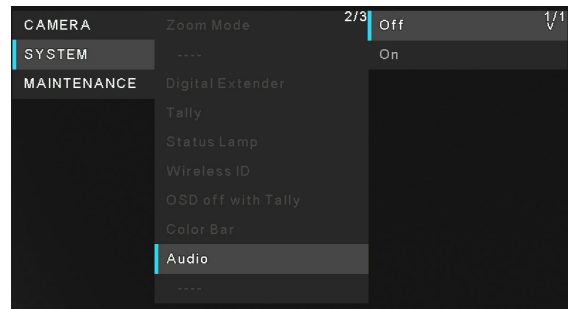 CAMERA
SYSTEM
MAINTENANCE
Zoom Mode 2/3
----
Digital Extender
Tally
Status Lamp
Wireless ID
OSD off with Tally
Color Bar
Audio
----
Off 1/1
v
On